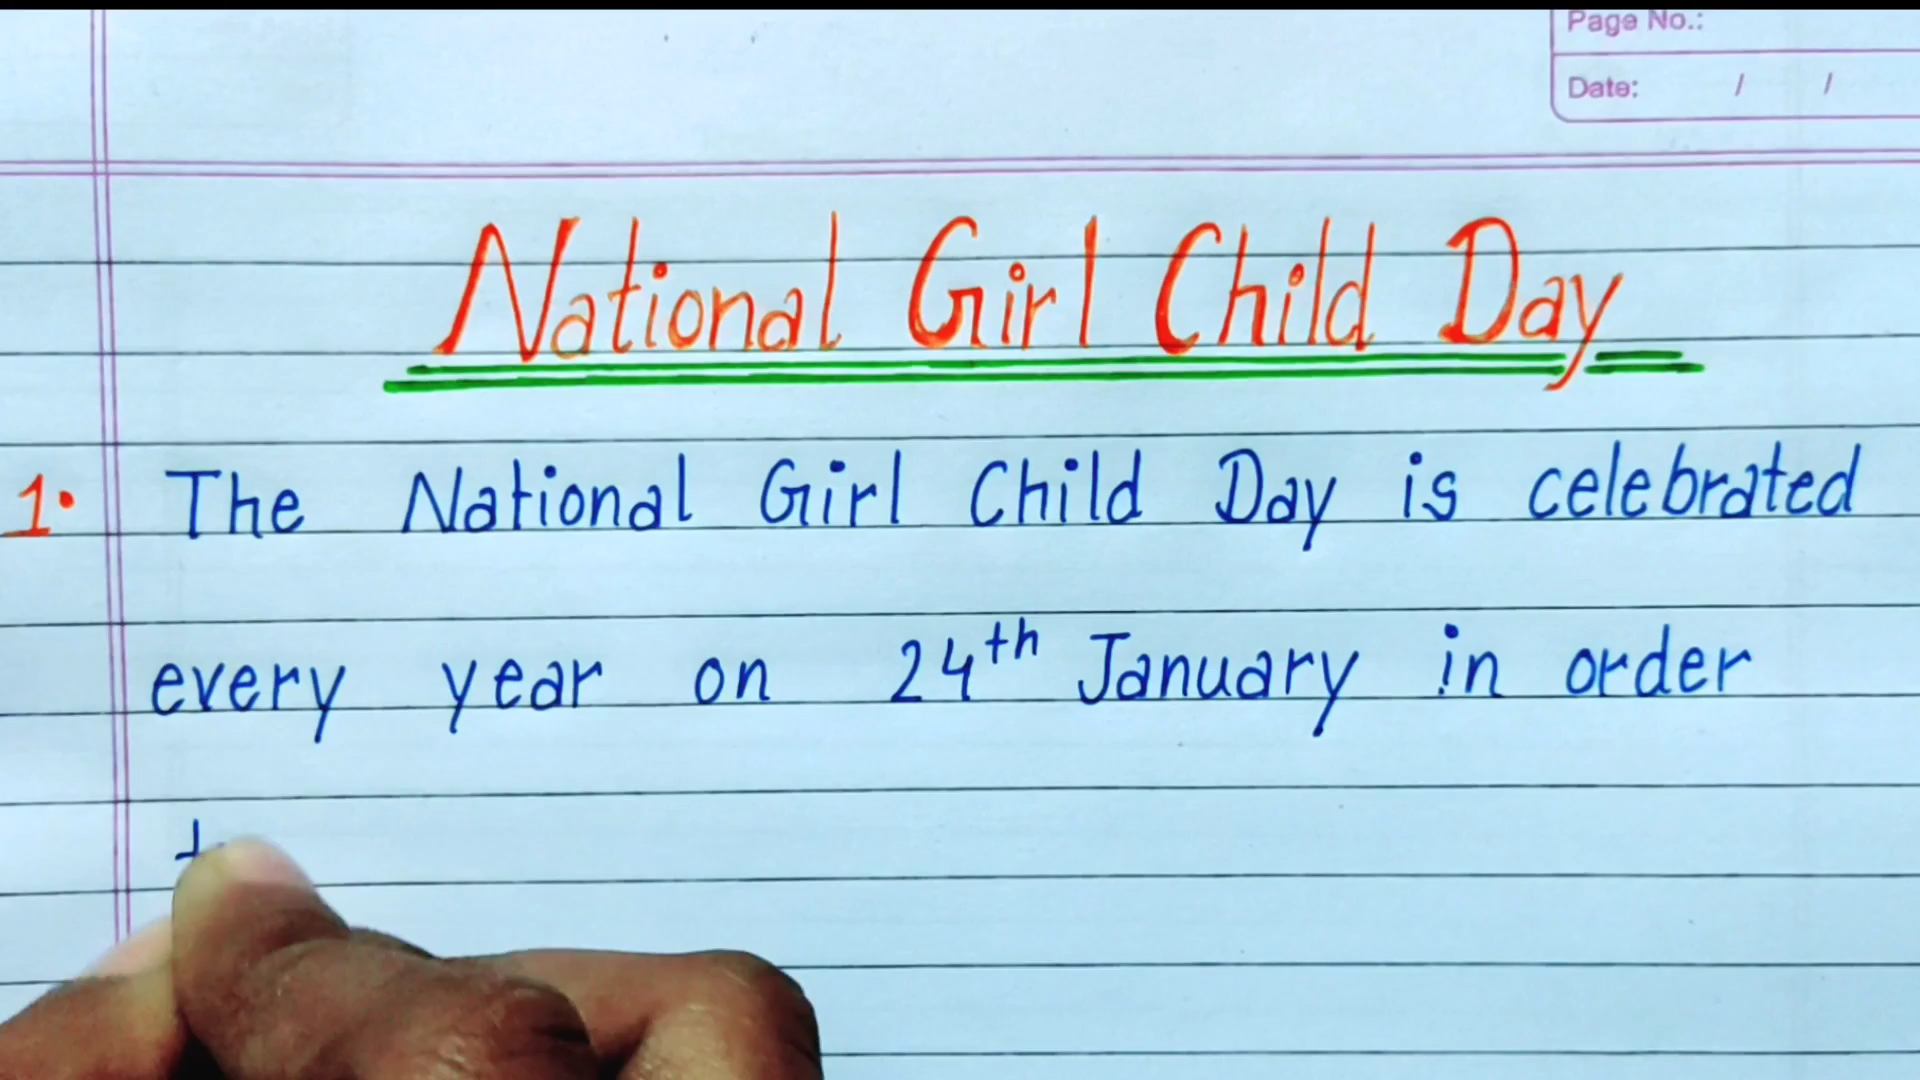 Page No.:
Date: / /
National Girl Child Day
1. The National Girl Child Day is celebrated
every year on 24th January in order